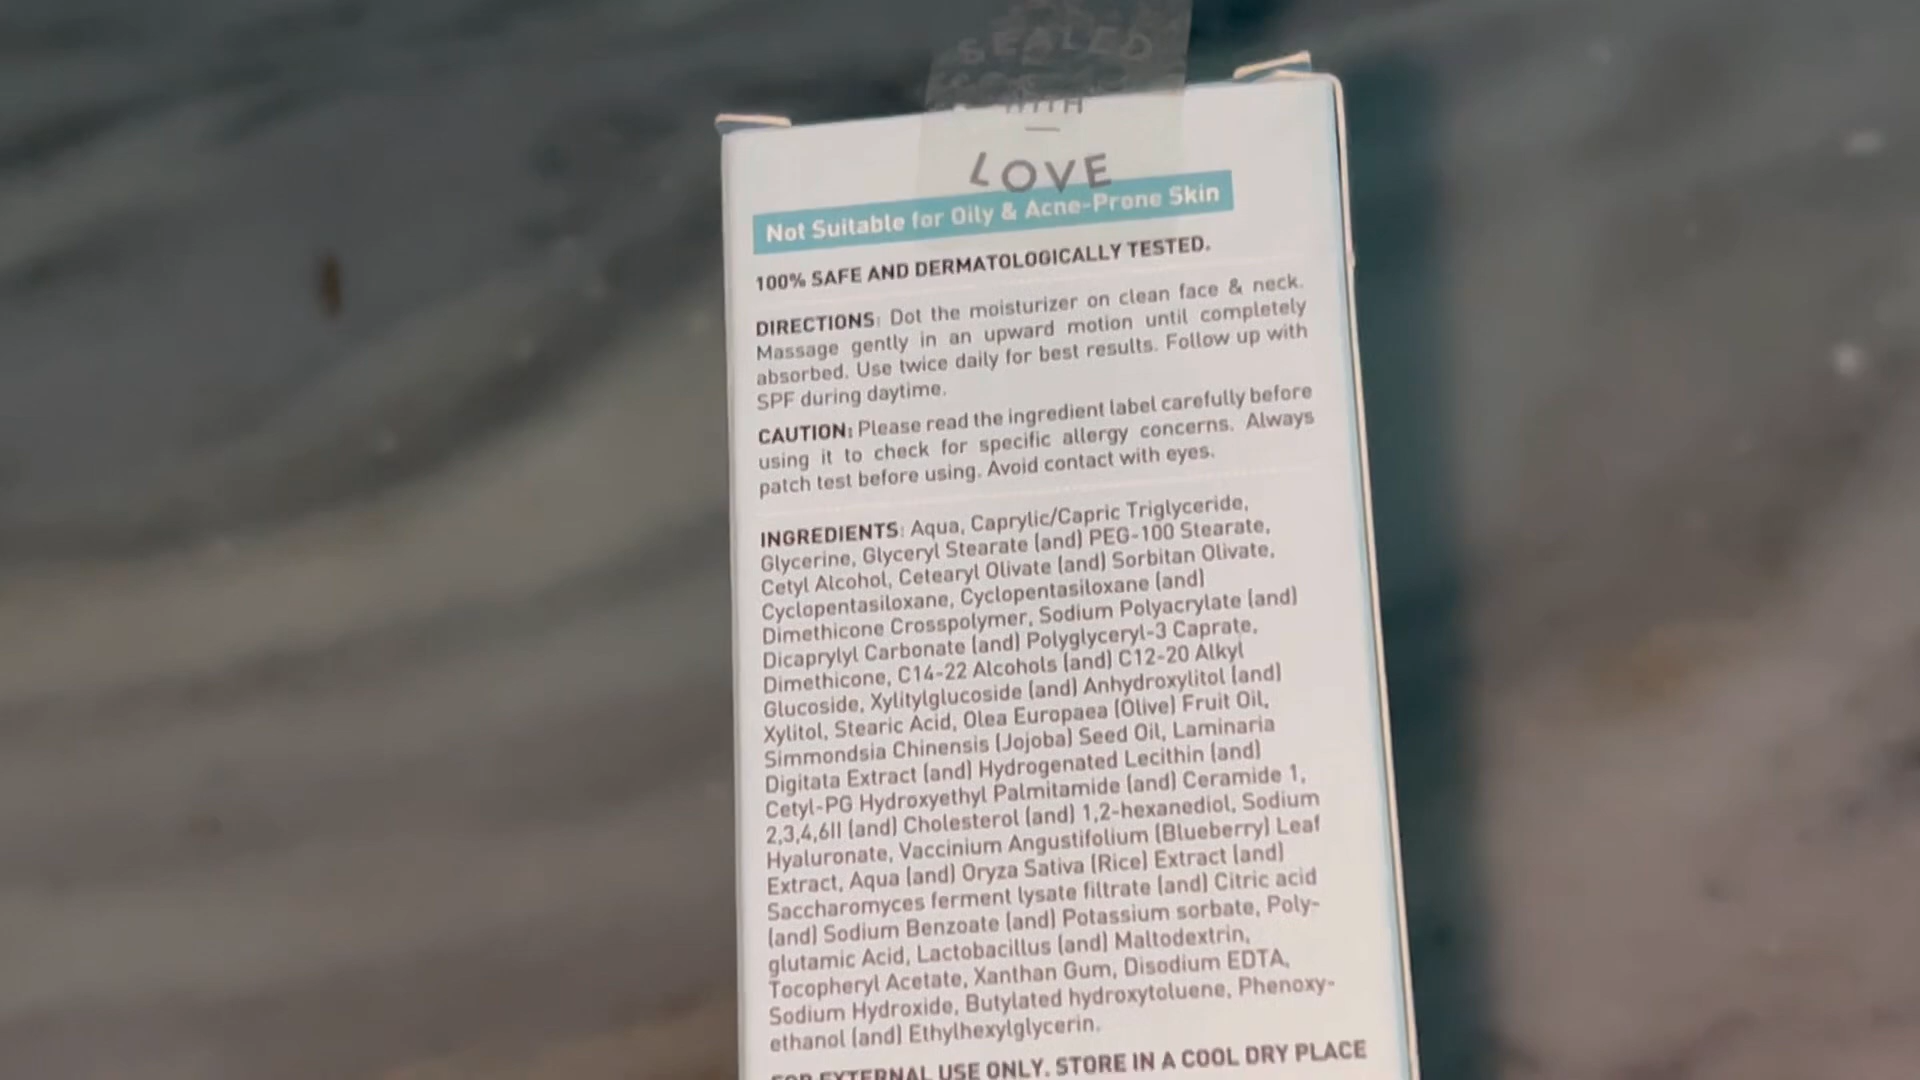 SEALED
WITH
LOVE
Not Suitable for Oily & Acne-Prone Skin
100% SAFE AND DERMATOLOGICALLY TESTED.
DIRECTIONS: Dot the moisturizer on clean face & neck.
Massage gently in an upward motion until completely
absorbed. Use twice daily for best results. Follow up with
SPF during daytime.
CAUTION: Please read the ingredient label carefully before
using it to check for specific allergy concerns. Always
patch test before using. Avoid contact with eyes.
INGREDIENTS: Aqua, Caprylic/Capric Triglyceride,
Glycerine, Glyceryl Stearate (and) PEG-100 Stearate,
Cetyl Alcohol, Cetearyl Olivate (and) Sorbitan Olivate,
Cyclopentasiloxane, Cyclopentasiloxane (and)
Dimethicone Crosspolymer, Sodium Polyacrylate (and)
Dicaprylyl Carbonate (and) Polyglyceryl-3 Caprate,
Dimethicone, C14-22 Alcohols (and) C12-20 Alkyl
Glucoside, Xylitylglucoside (and) Anhydroxylitol (and)
Xylitol, Stearic Acid, Olea Europaea (Olive) Fruit Oil,
Simmondsia Chinensis (Jojoba) Seed Oil, Laminaria
Digitata Extract (and) Hydrogenated Lecithin (and)
Cetyl-PG Hydroxyethyl Palmitamide (and) Ceramide 1,
2,3,4,6II (and) Cholesterol (and) 1,2-hexanediol, Sodium
Hyaluronate, Vaccinium Angustifolium (Blueberry) Leaf
Extract, Aqua (and) Oryza Sativa (Rice) Extract (and)
Saccharomyces ferment lysate filtrate (and) Citric acid
(and) Sodium Benzoate (and) Potassium sorbate, Poly-
glutamic Acid, Lactobacillus (and) Maltodextrin,
Tocopheryl Acetate, Xanthan Gum, Disodium EDTA,
Sodium Hydroxide, Butylated hydroxytoluene, Phenoxy-
ethanol (and) Ethylhexylglycerin.
FOR EXTERNAL USE ONLY. STORE IN A COOL DRY PLACE